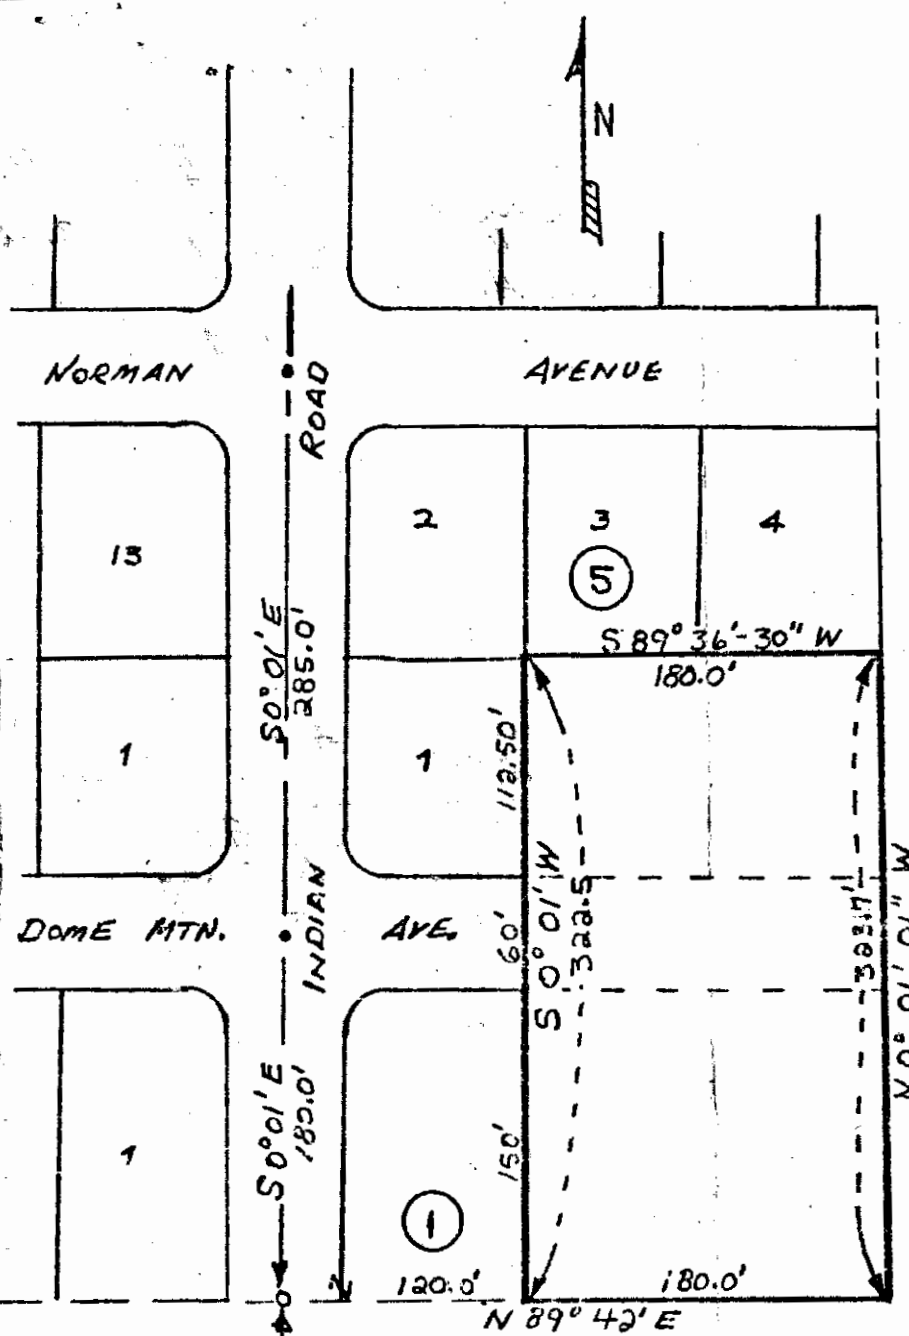 N
NORMAN
AVENUE
ROAD
13
2
3
4
5
S 89° 36'-30" W
180.0'
S0°01'E
285.0'
1
1
112.50'
S 0° 01' W
322.5
323.7'
N 0° 01' 01" W
DOME MTN.
INDIAN
AVE.
60'
S0°01'E
180.0'
1
150'
1
120.0'
180.0'
N 89° 42' E